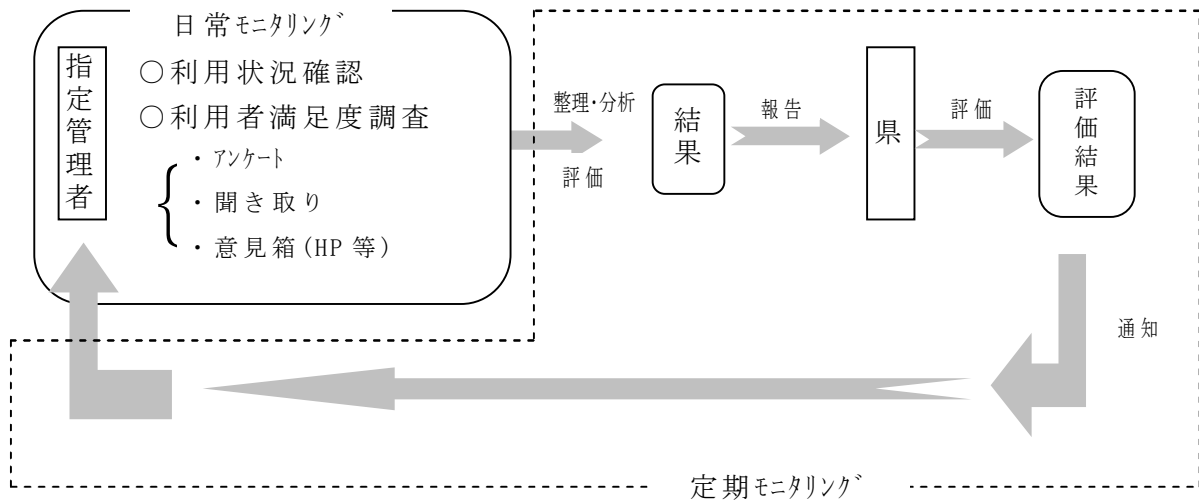 日常ﾓﾆﾀﾘﾝｸﾞ
指定管理者
○利用状況確認
○利用者満足度調査
・ｱﾝｹｰﾄ
・聞き取り
・意見箱(HP 等)
整理・分析
評価
結果
報告
県
評価
評価結果
通知
定期ﾓﾆﾀﾘﾝｸﾞ